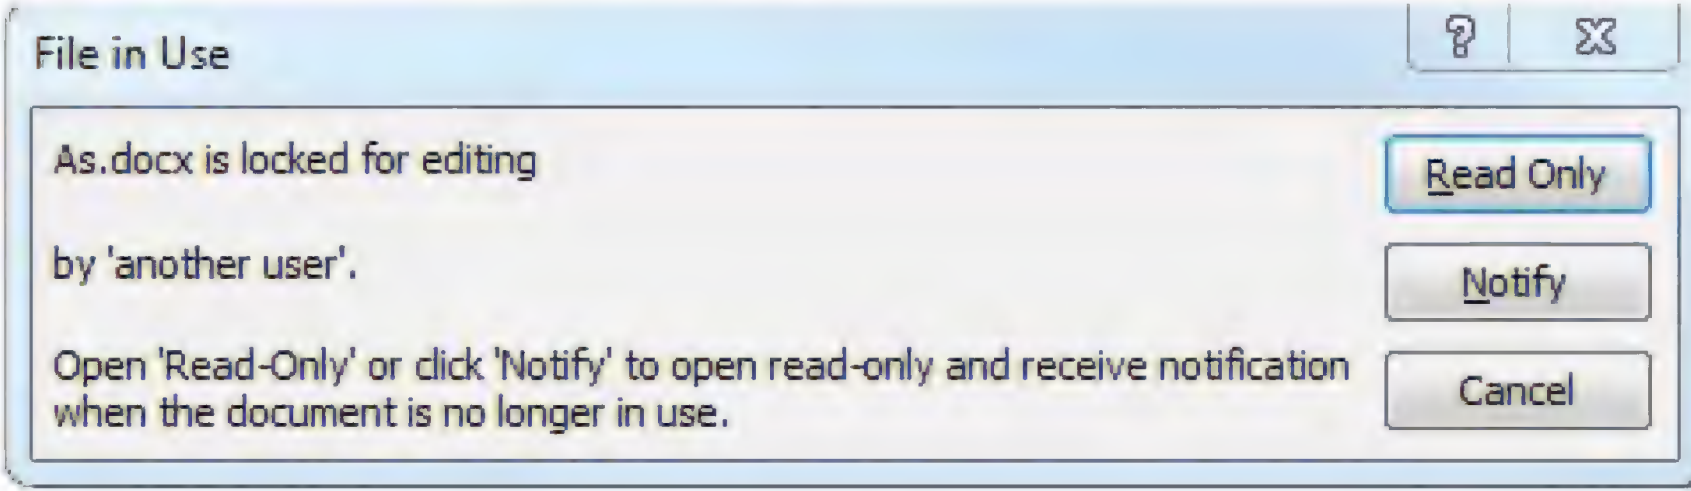 File in Use
As.docx is locked for editing
by 'another user'.
Open 'Read-Only' or click 'Notify' to open read-only and receive notification
when the document is no longer in use.
Read Only
Notify
Cancel